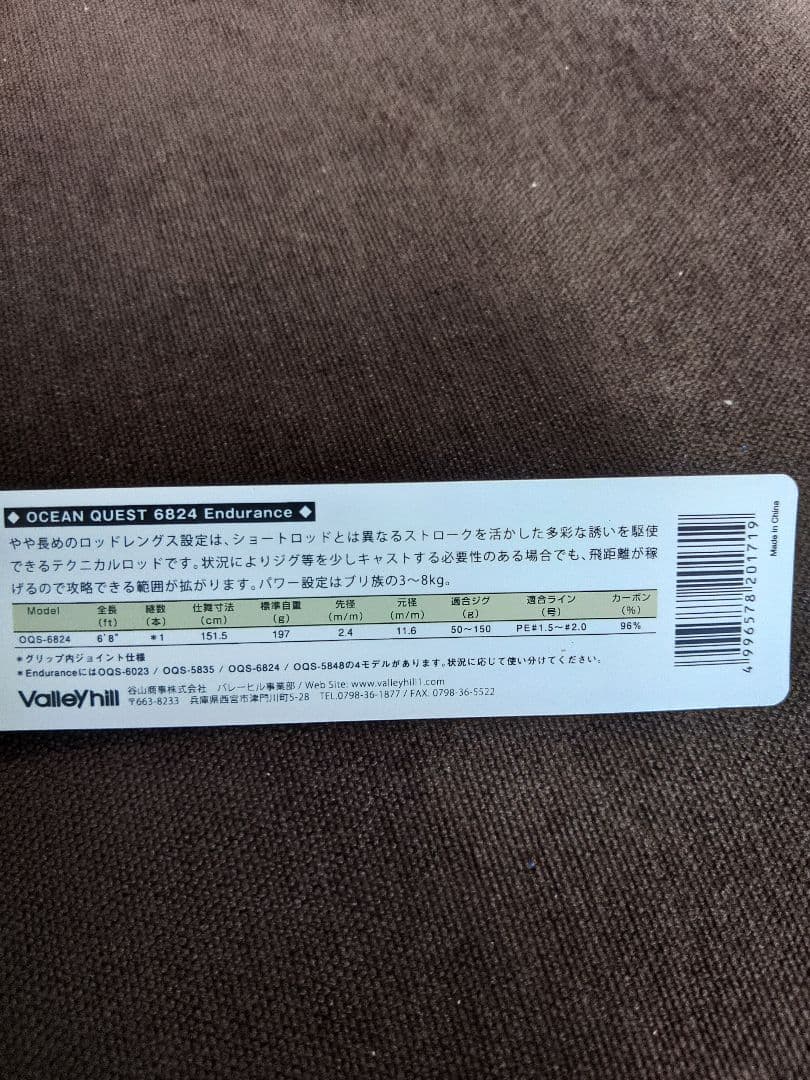 ◆ OCEAN QUEST 6824 Endurance ◆
やや長めのロッドレングス設定は、ショートロッドとは異なるストロークを活かした多彩な誘いを駆使
できるテクニカルロッドです。状況によりジグ等を少しキャストする必要性のある場合でも、飛距離が稼
げるので攻略できる範囲が拡がります。パワー設定はブリ族の3〜8kg。
Model 全長(ft) 継数(本) 仕舞寸法(cm) 標準自重(g) 先径(m/m) 元径(m/m) 適合ジグ(g) 適合ライン(号) カーボン(%)
OQS-6824 6'8" *1 151.5 197 2.4 11.6 50〜150 PE#1.5〜#2.0 96%
*グリップ内ジョイント仕様
*EnduranceにはOQS-6023 / OQS-5835 / OQS-6824 / OQS-5848の4モデルがあります。状況に応じて使い分けてください。
Valleyhill
谷山商事株式会社 バレーヒル事業部 / Web Site: www.valleyhill1.com
〒663-8233 兵庫県西宮市津門川町5-28 TEL.0798-36-1877 / FAX. 0798-36-5522
4 996578 201719
Made in China